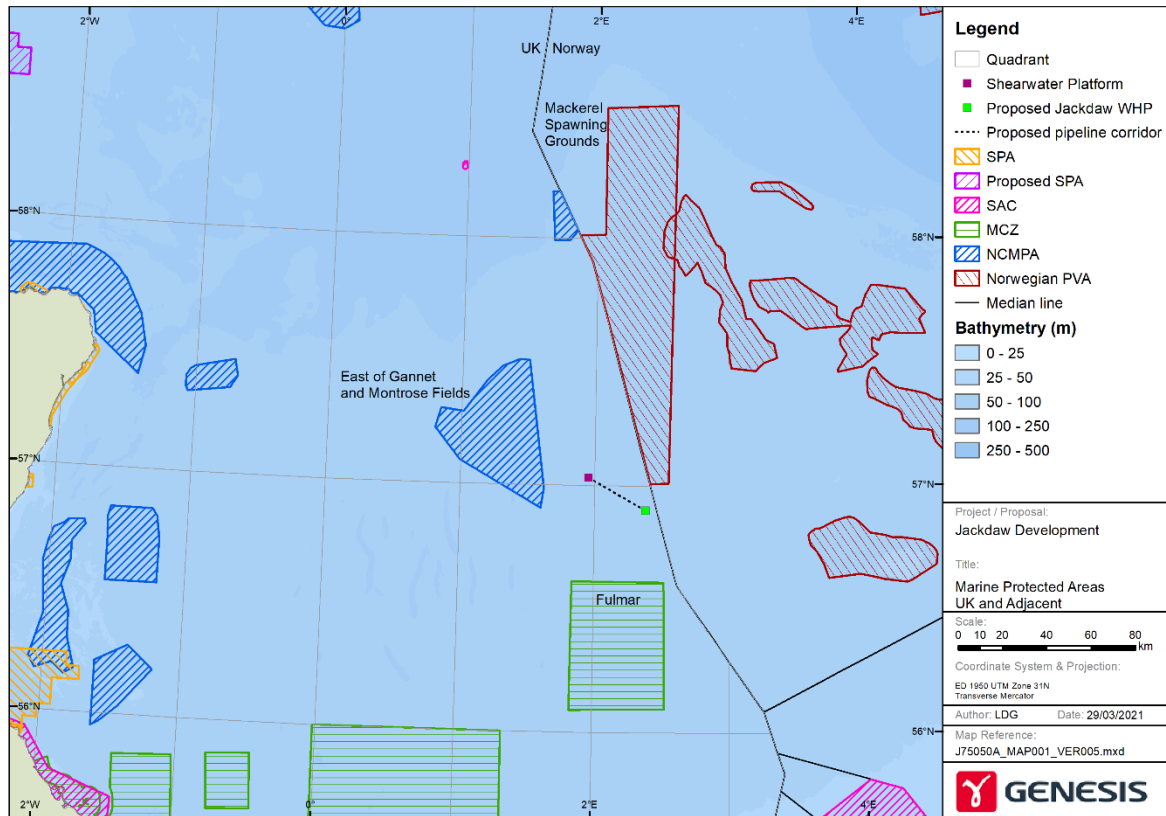 2°W
0°
2°E
4°E
UK
Norway
Mackerel
Spawning
Grounds
58°N
58°N
East of Gannet
and Montrose Fields
57°N
57°N
Fulmar
56°N
56°N
2°W
0°
2°E
4°E
Legend
Quadrant
Shearwater Platform
Proposed Jackdaw WHP
Proposed pipeline corridor
SPA
Proposed SPA
SAC
MCZ
NCMPA
Norwegian PVA
Median line
Bathymetry (m)
0 - 25
25 - 50
50 - 100
100 - 250
250 - 500
Project / Proposal:
Jackdaw Development
Title:
Marine Protected Areas
UK and Adjacent
Scale:
0 10 20 40 60 80
km
Coordinate System & Projection:
ED 1950 UTM Zone 31N
Transverse Mercator
Author: LDG Date: 29/03/2021
Map Reference:
J75050A_MAP001_VER005.mxd
GENESIS